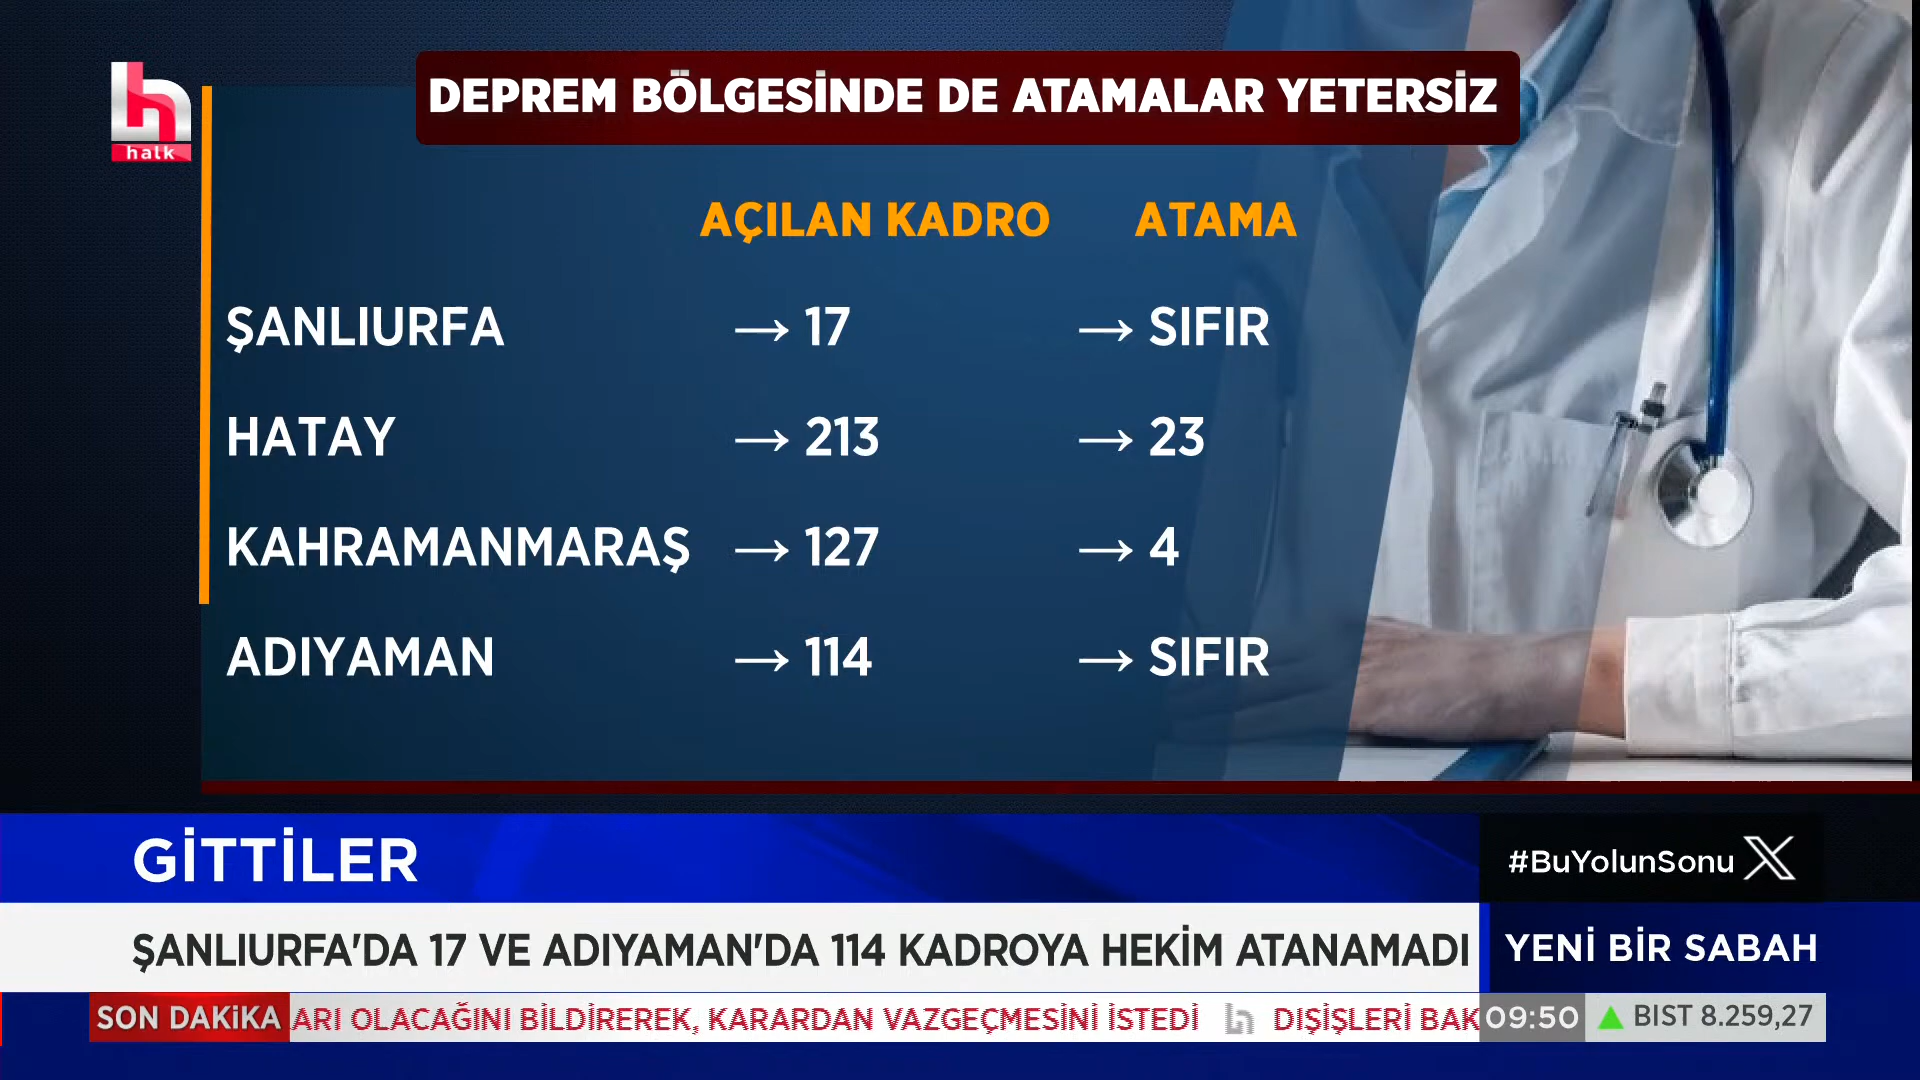 halk
DEPREM BÖLGESİNDE DE ATAMALAR YETERSİZ
AÇILAN KADRO ATAMA
ŞANLIURFA → 17 → SIFIR
HATAY → 213 → 23
KAHRAMANMARAŞ → 127 → 4
ADIYAMAN → 114 → SIFIR
GİTTİLER
#BuYolunSonu X
ŞANLIURFA'DA 17 VE ADIYAMAN'DA 114 KADROYA HEKİM ATANAMADI
YENİ BİR SABAH
SON DAKİKA ARI OLACAĞINI BİLDİREREK, KARARDAN VAZGEÇMESİNİ İSTEDİ h DIŞİŞLERİ BAK 09:50 ▲ BIST 8.259,27